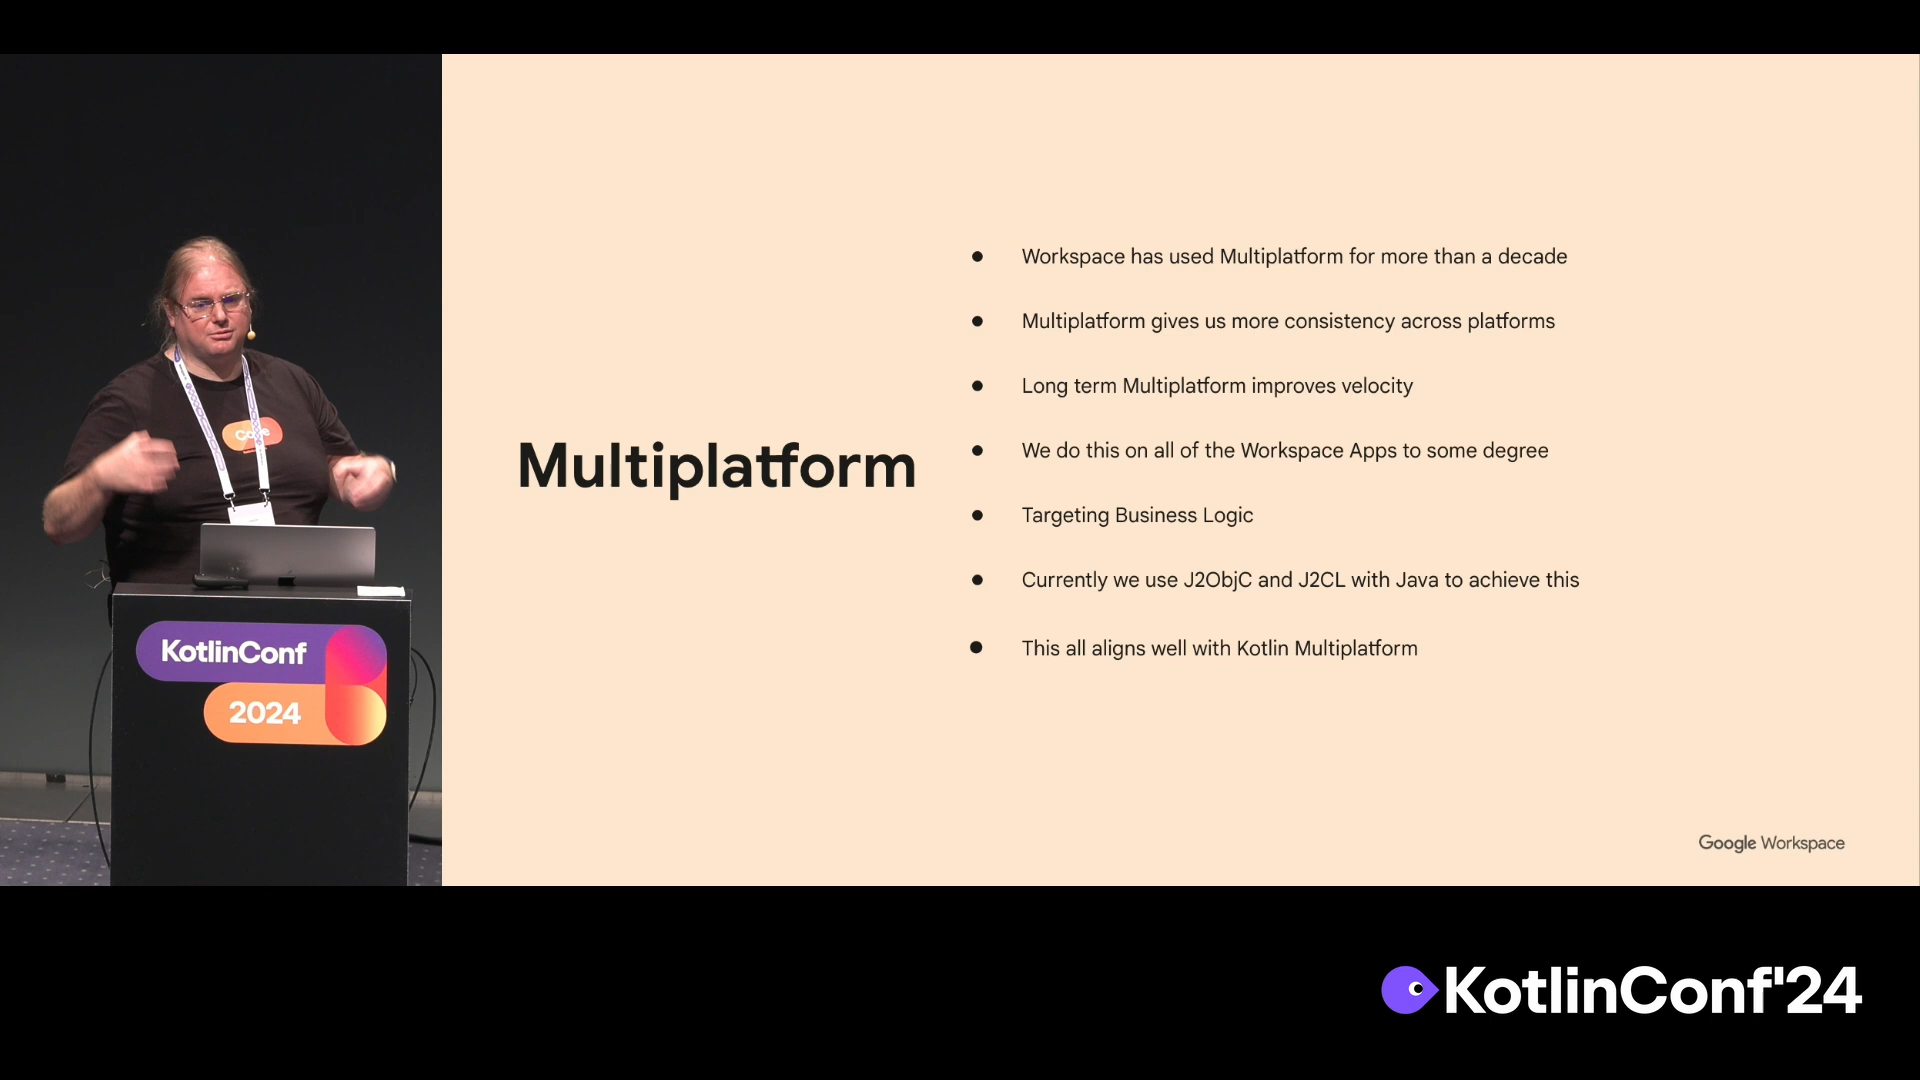 Multiplatform
Workspace has used Multiplatform for more than a decade
Multiplatform gives us more consistency across platforms
Long term Multiplatform improves velocity
We do this on all of the Workspace Apps to some degree
Targeting Business Logic
Currently we use J2ObjC and J2CL with Java to achieve this
This all aligns well with Kotlin Multiplatform
Google Workspace
KotlinConf
2024
KotlinConf'24